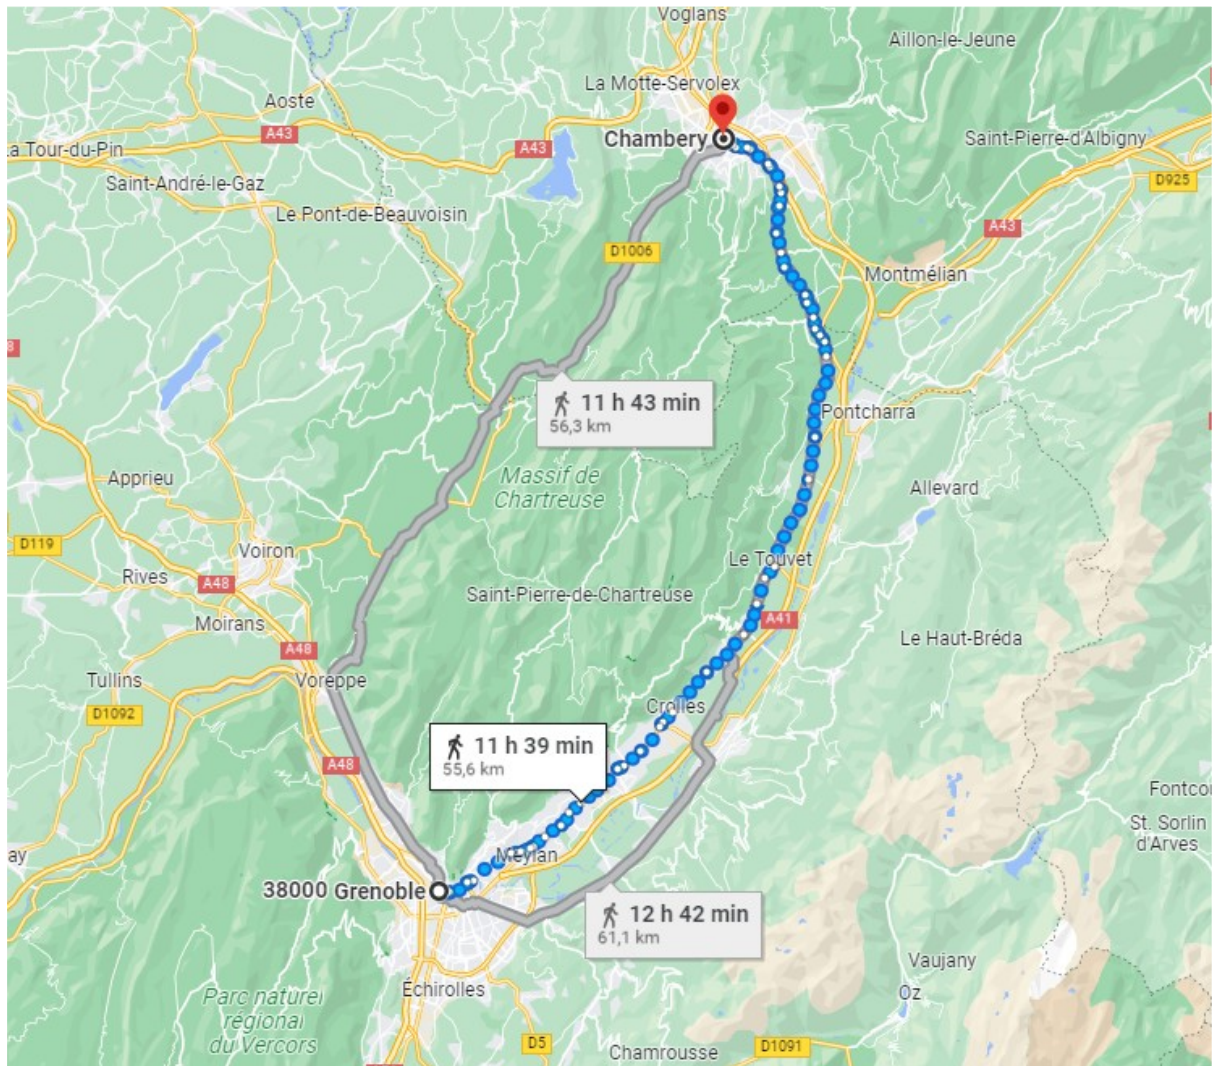 Voglans
Aillon-le-Jeune
La Motte-Servolex
Aoste
A43
Chambery
Saint-Pierre-d'Albigny
La Tour-du-Pin
A43
D925
Saint-André-le-Gaz
Le Pont-de-Beauvoisin
A43
D1006
Montmélian
11 h 43 min
56,3 km
Pontcharra
Massif de
Chartreuse
Apprieu
Allevard
D119
Voiron
Le Touvet
Rives
A48
Saint-Pierre-de-Chartreuse
Moirans
A41
Le Haut-Bréda
A48
Tullins
Voreppe
D1092
Crolles
11 h 39 min
55,6 km
A48
Fontcou
St. Sorlin
d'Arves
ay
Meylan
38000 Grenoble
12 h 42 min
61,1 km
Vaujany
Échirolles
Oz
Parc naturel
régional
du Vercors
D5
Chamrousse
D1091